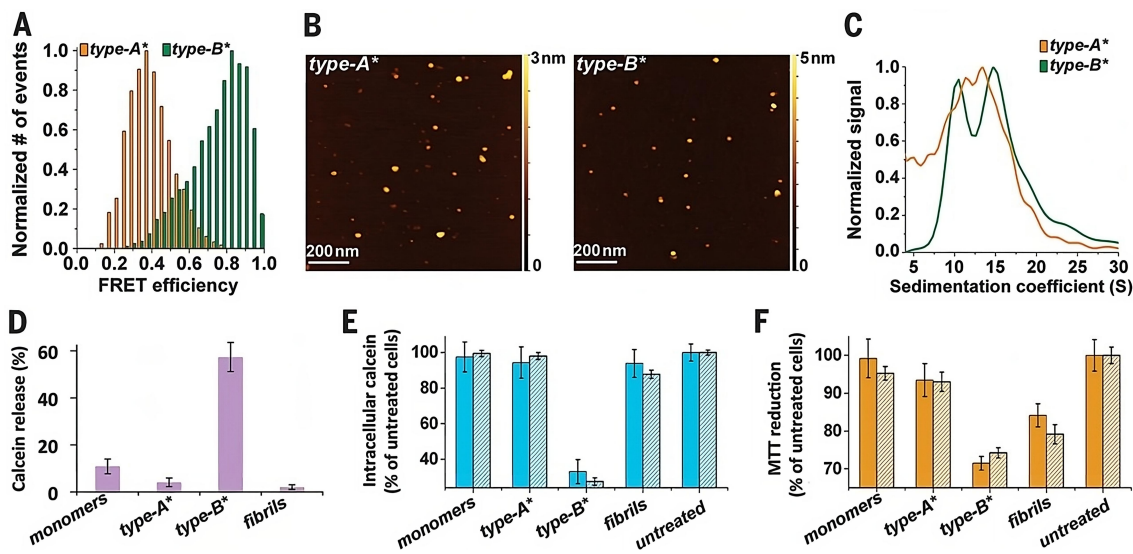 A
type-A*
type-B*
1.0
0.8
0.6
0.4
0.2
0.0
Normalized # of events
0.0 0.2 0.4 0.6 0.8 1.0
FRET efficiency
B
type-A*
200 nm
3 nm
0
type-B*
200 nm
5 nm
0
C
type-A*
type-B*
1.0
0.8
0.6
0.4
0.2
0.0
Normalized signal
5 10 15 20 25 30
Sedimentation coefficient (S)
D
60
40
20
0
Calcein release (%)
monomers
type-A*
type-B*
fibrils
E
100
80
60
40
Intracellular calcein
(% of untreated cells)
monomers
type-A*
type-B*
fibrils
untreated
F
100
90
80
70
MTT reduction
(% of untreated cells)
monomers
type-A*
type-B*
fibrils
untreated